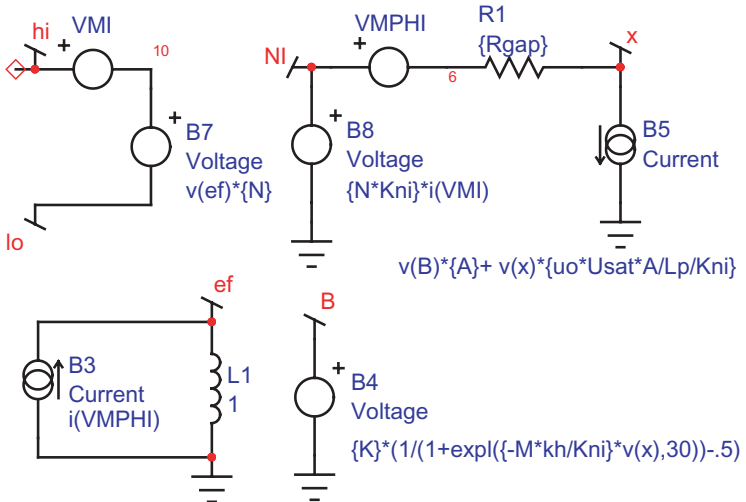 hi
+ VMI
10
+
B7
Voltage
v(ef)*{N}
lo
NI
+ VMPHI
6
R1
{Rgap}
x
+
B8
Voltage
{N*Kni}*i(VMI)
B5
Current
v(B)*{A}+ v(x)*{uo*Usat*A/Lp/Kni}
ef
B3
Current
i(VMPHI)
L1
1
B
+
B4
Voltage
{K}*(1/(1+expl({-M*kh/Kni}*v(x),30))-.5)